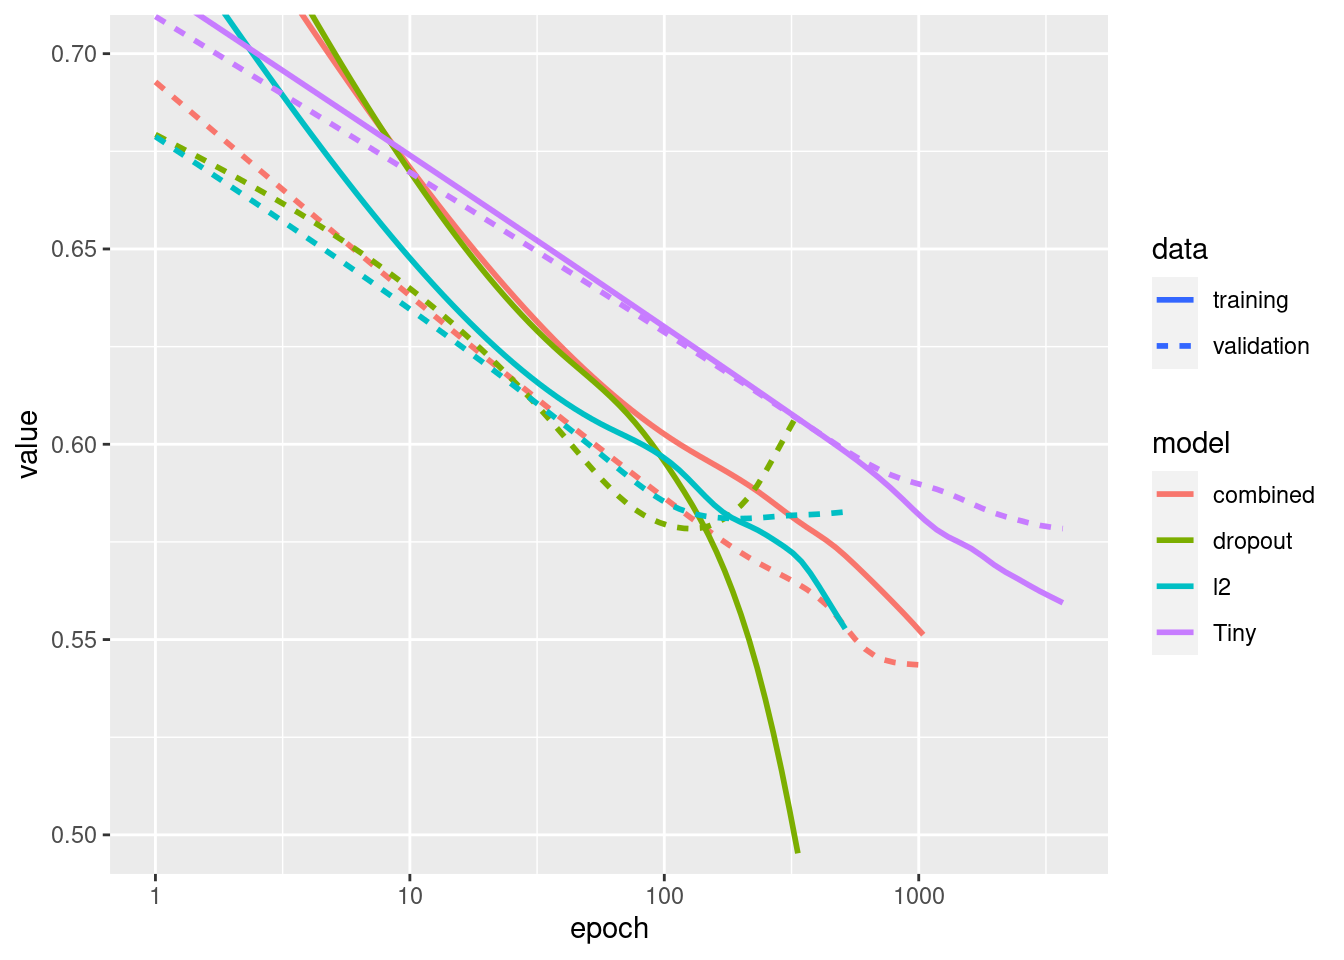 0.70
0.65
0.60
0.55
0.50
value
1
10
100
1000
epoch
data
training
validation
model
combined
dropout
l2
Tiny